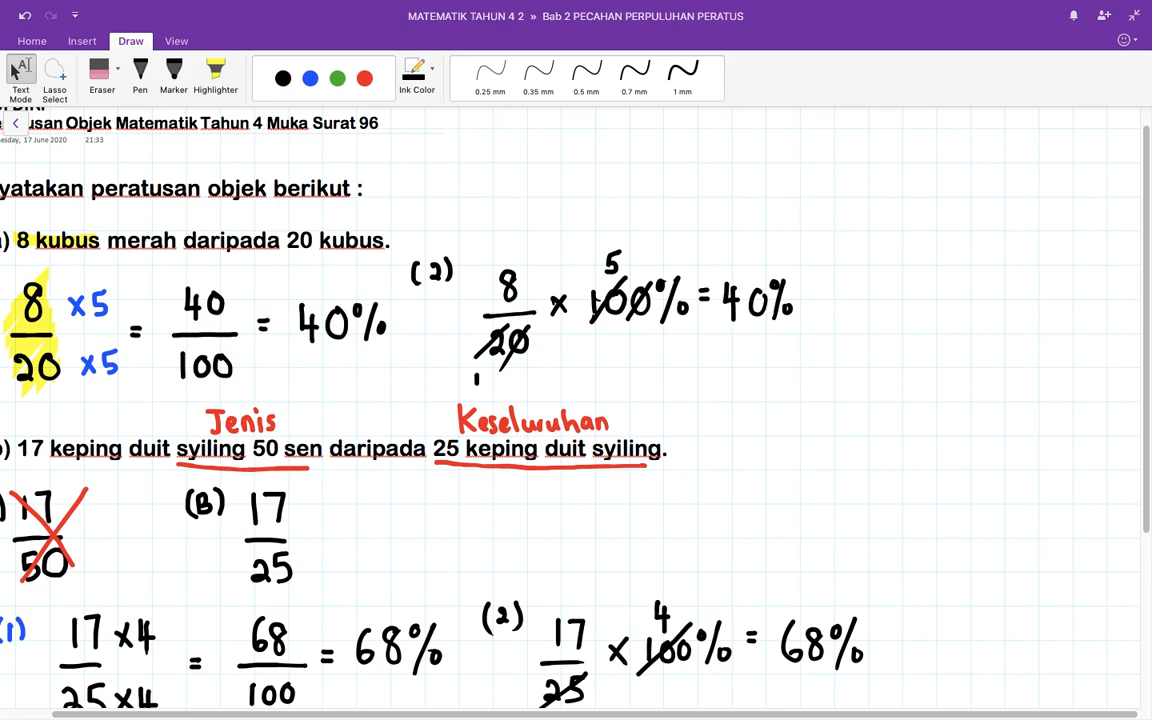 MATEMATIK TAHUN 4 2 » Bab 2 PECAHAN PERPULUHAN PERATUS
Home Insert Draw View
Text Mode Lasso Select Eraser Pen Marker Highlighter Ink Color 0.25 mm 0.35 mm 0.5 mm 0.7 mm 1 mm
usan Objek Matematik Tahun 4 Muka Surat 96
esday, 17 June 2020 21:33
yatakan peratusan objek berikut :
) 8 kubus merah daripada 20 kubus.
8/20 ×5 ×5 = 40/100 = 40%
(2) 8/20 × 100% = 40%
5
1
Jenis Keseluruhan
) 17 keping duit syiling 50 sen daripada 25 keping duit syiling.
) 17/50 (B) 17/25
(1) 17×4/25×4 = 68/100 = 68%
(2) 17/25 × 100% = 68%
4